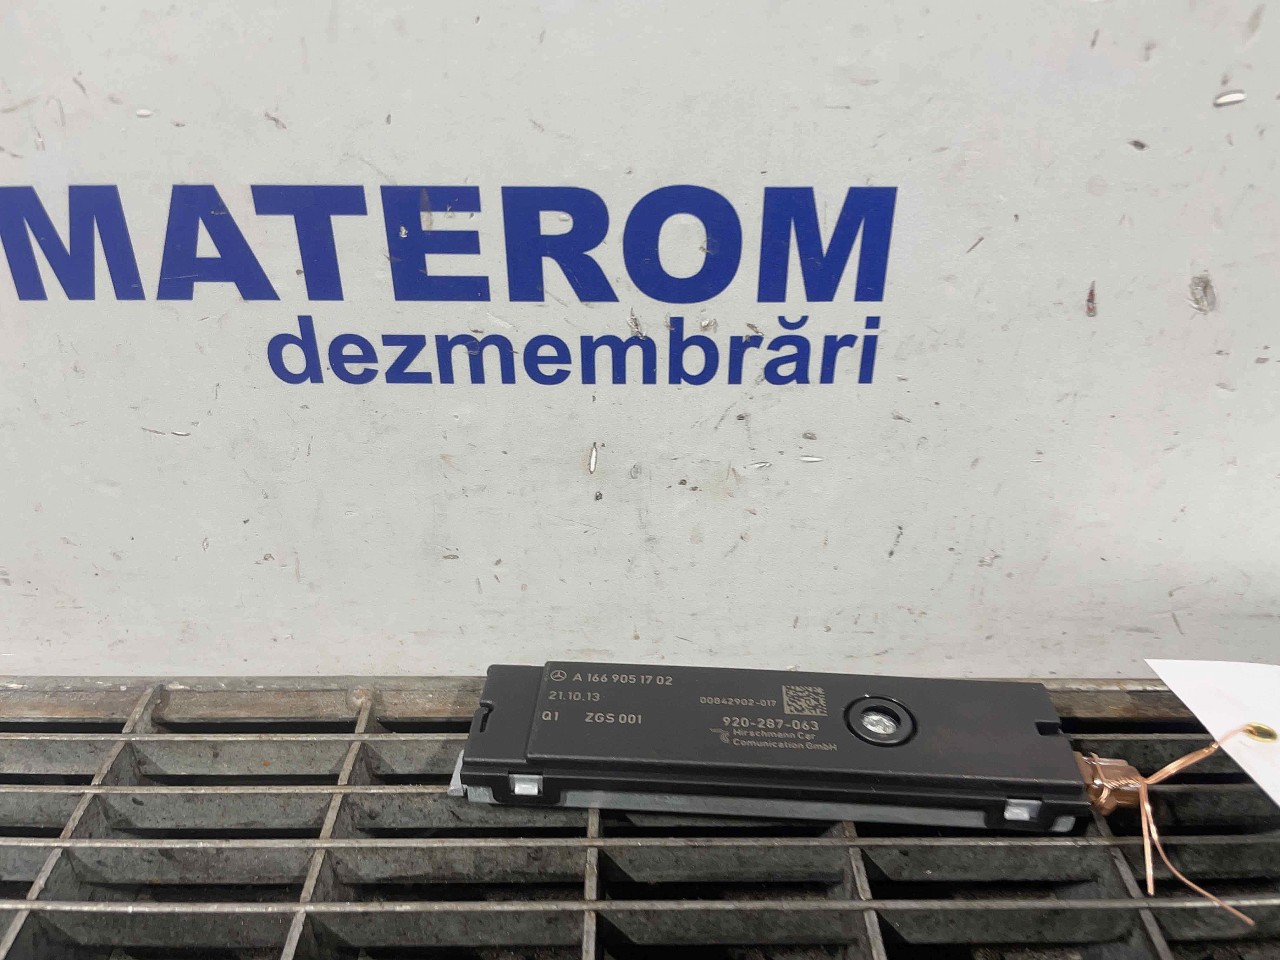 MATEROM
dezmembrări
A 166 905 17 02
21.10.13
00842902-017
Q1 ZGS 001
920-287-063
Hirschmann Car
Comunication GmbH